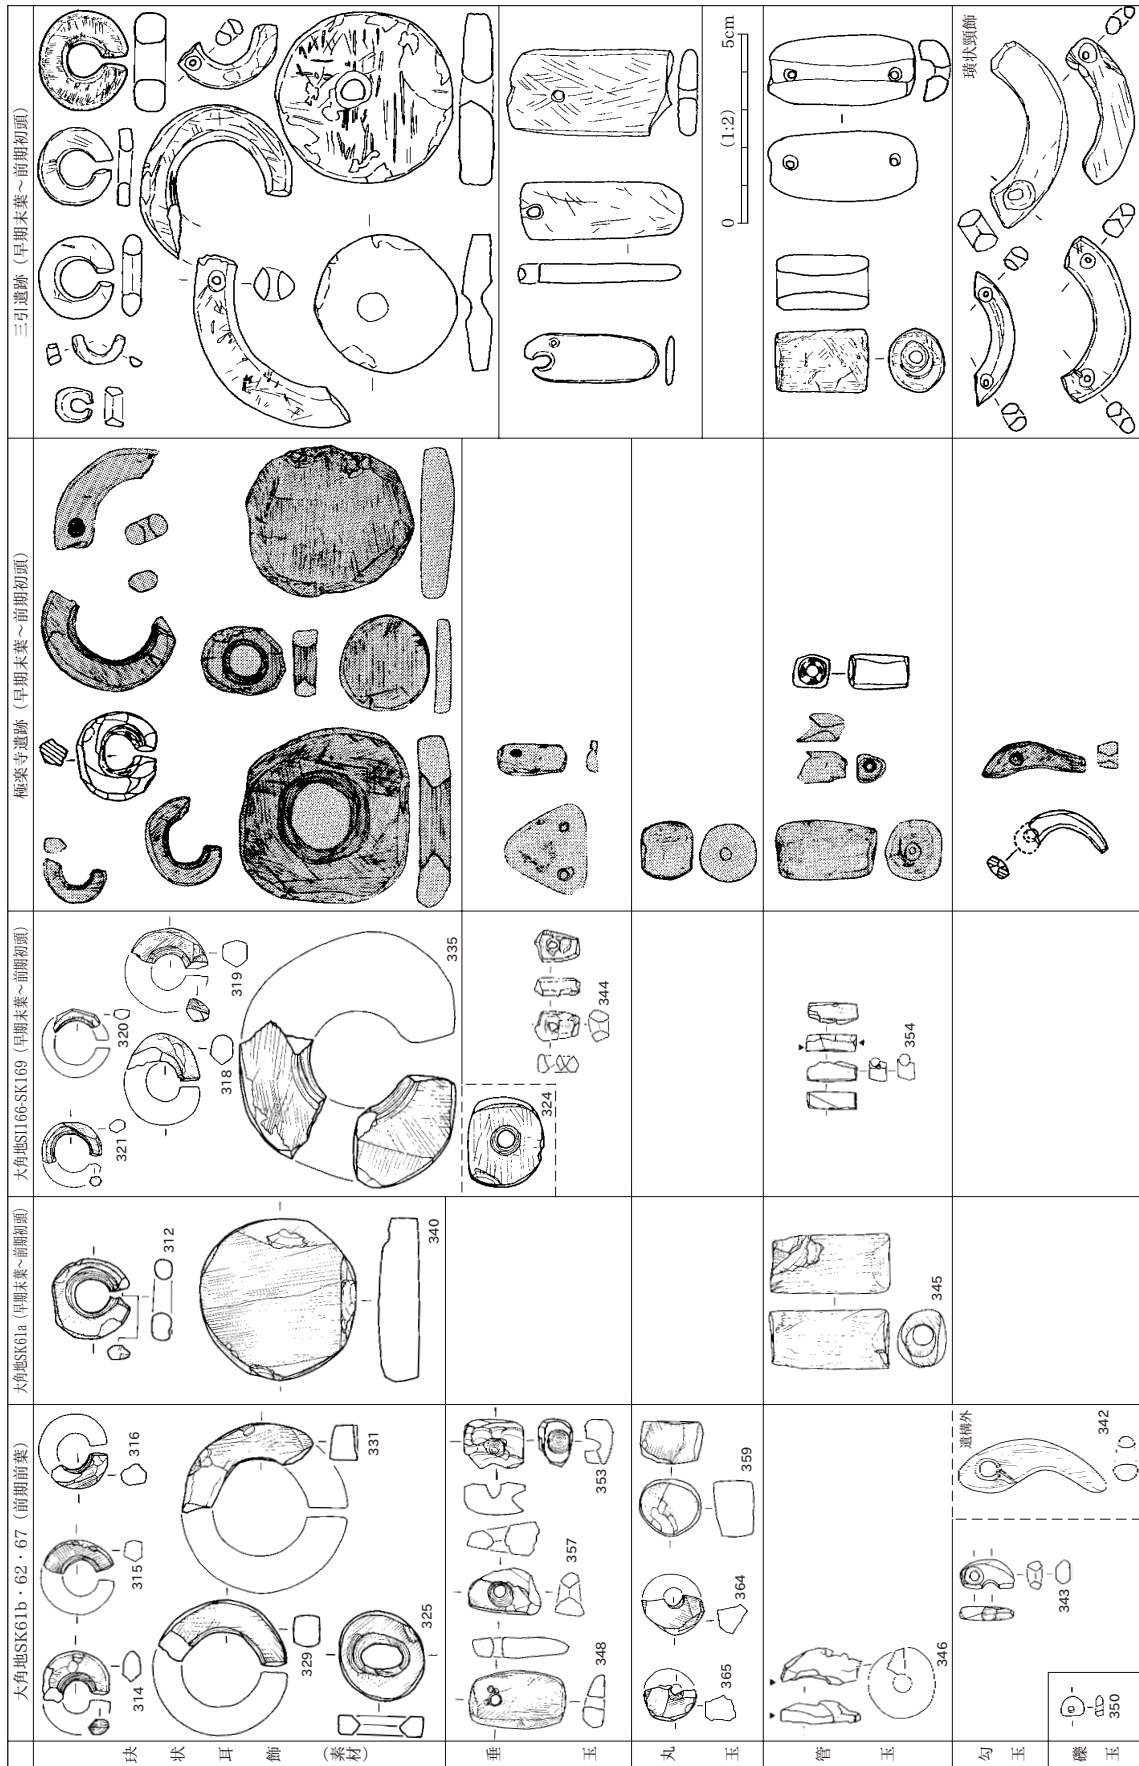 大角地SK61b・62・67（前期前葉）
大角地SK61a（早期末葉～前期初頭）
大角地SI166-SK169（早期末葉～前期初頭）
極楽寺遺跡（早期末葉～前期初頭）
三引遺跡（早期末葉～前期初頭）
玦状耳飾（素材）
314
315
316
329
331
325
312
340
321
320
318
319
335
垂玉
348
357
353
324
344
0 (1:2) 5cm
丸玉
365
364
359
管玉
346
345
354
勾玉
343
遺構外
342
璜状頸飾
礫玉
350